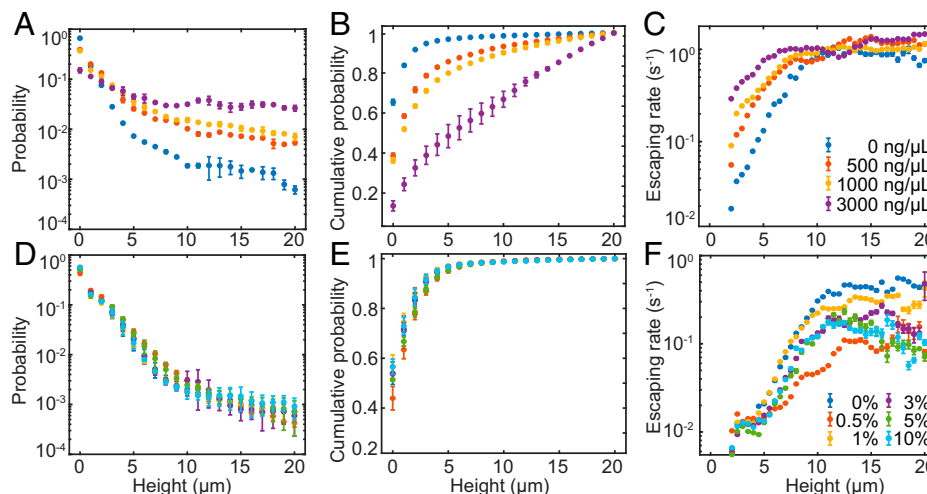 A
Probability
10⁰
10⁻¹
10⁻²
10⁻³
10⁻⁴
0 5 10 15 20
B
Cumulative probability
1
0.8
0.6
0.4
0.2
0 5 10 15 20
C
Escaping rate (s⁻¹)
10⁰
10⁻¹
10⁻²
0 ng/µL
500 ng/µL
1000 ng/µL
3000 ng/µL
0 5 10 15 20
D
Probability
10⁰
10⁻¹
10⁻²
10⁻³
10⁻⁴
0 5 10 15 20
Height (µm)
E
Cumulative probability
1
0.8
0.6
0.4
0.2
0 5 10 15 20
Height (µm)
F
Escaping rate (s⁻¹)
10⁰
10⁻¹
10⁻²
0% 3%
0.5% 5%
1% 10%
0 5 10 15 20
Height (µm)